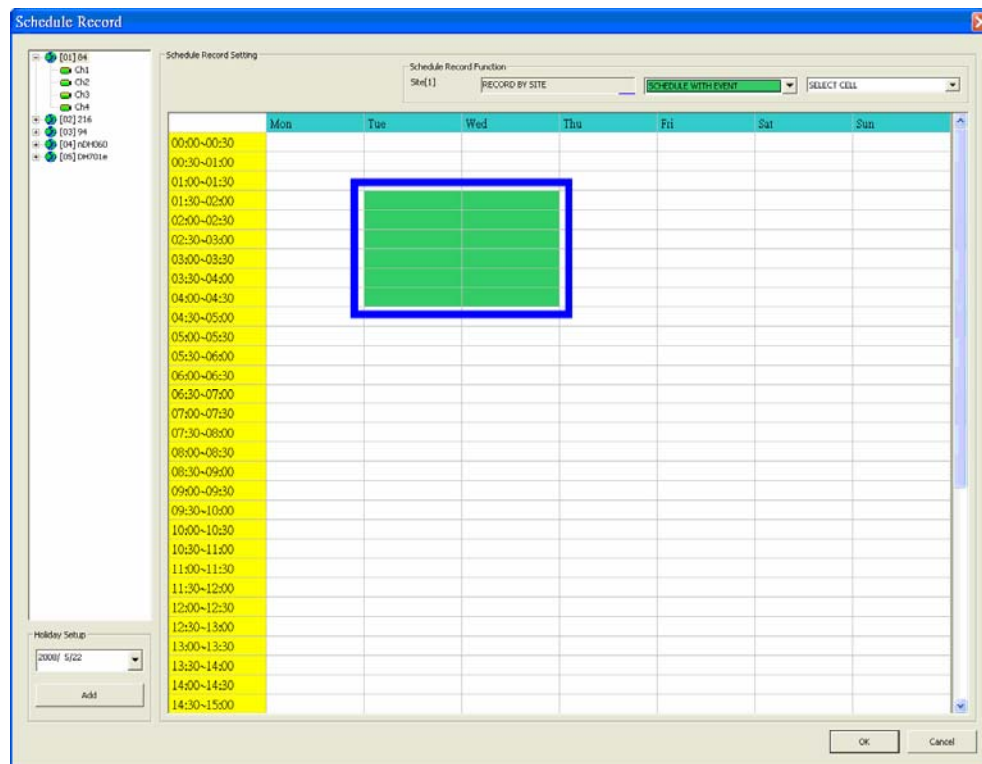 Schedule Record
[01] 84
Ch1
Ch2
Ch3
Ch4
[02] 216
[03] 94
[04] nDH060
[05] DH701e
Schedule Record Setting
Schedule Record Function
Site[1]
RECORD BY SITE
SCHEDULE WITH EVENT
SELECT CELL
Mon Tue Wed Thu Fri Sat Sun
00:00~00:30
00:30~01:00
01:00~01:30
01:30~02:00
02:00~02:30
02:30~03:00
03:00~03:30
03:30~04:00
04:00~04:30
04:30~05:00
05:00~05:30
05:30~06:00
06:00~06:30
06:30~07:00
07:00~07:30
07:30~08:00
08:00~08:30
08:30~09:00
09:00~09:30
09:30~10:00
10:00~10:30
10:30~11:00
11:00~11:30
11:30~12:00
12:00~12:30
12:30~13:00
13:00~13:30
13:30~14:00
14:00~14:30
14:30~15:00
Holiday Setup
2008/ 5/22
Add
OK
Cancel